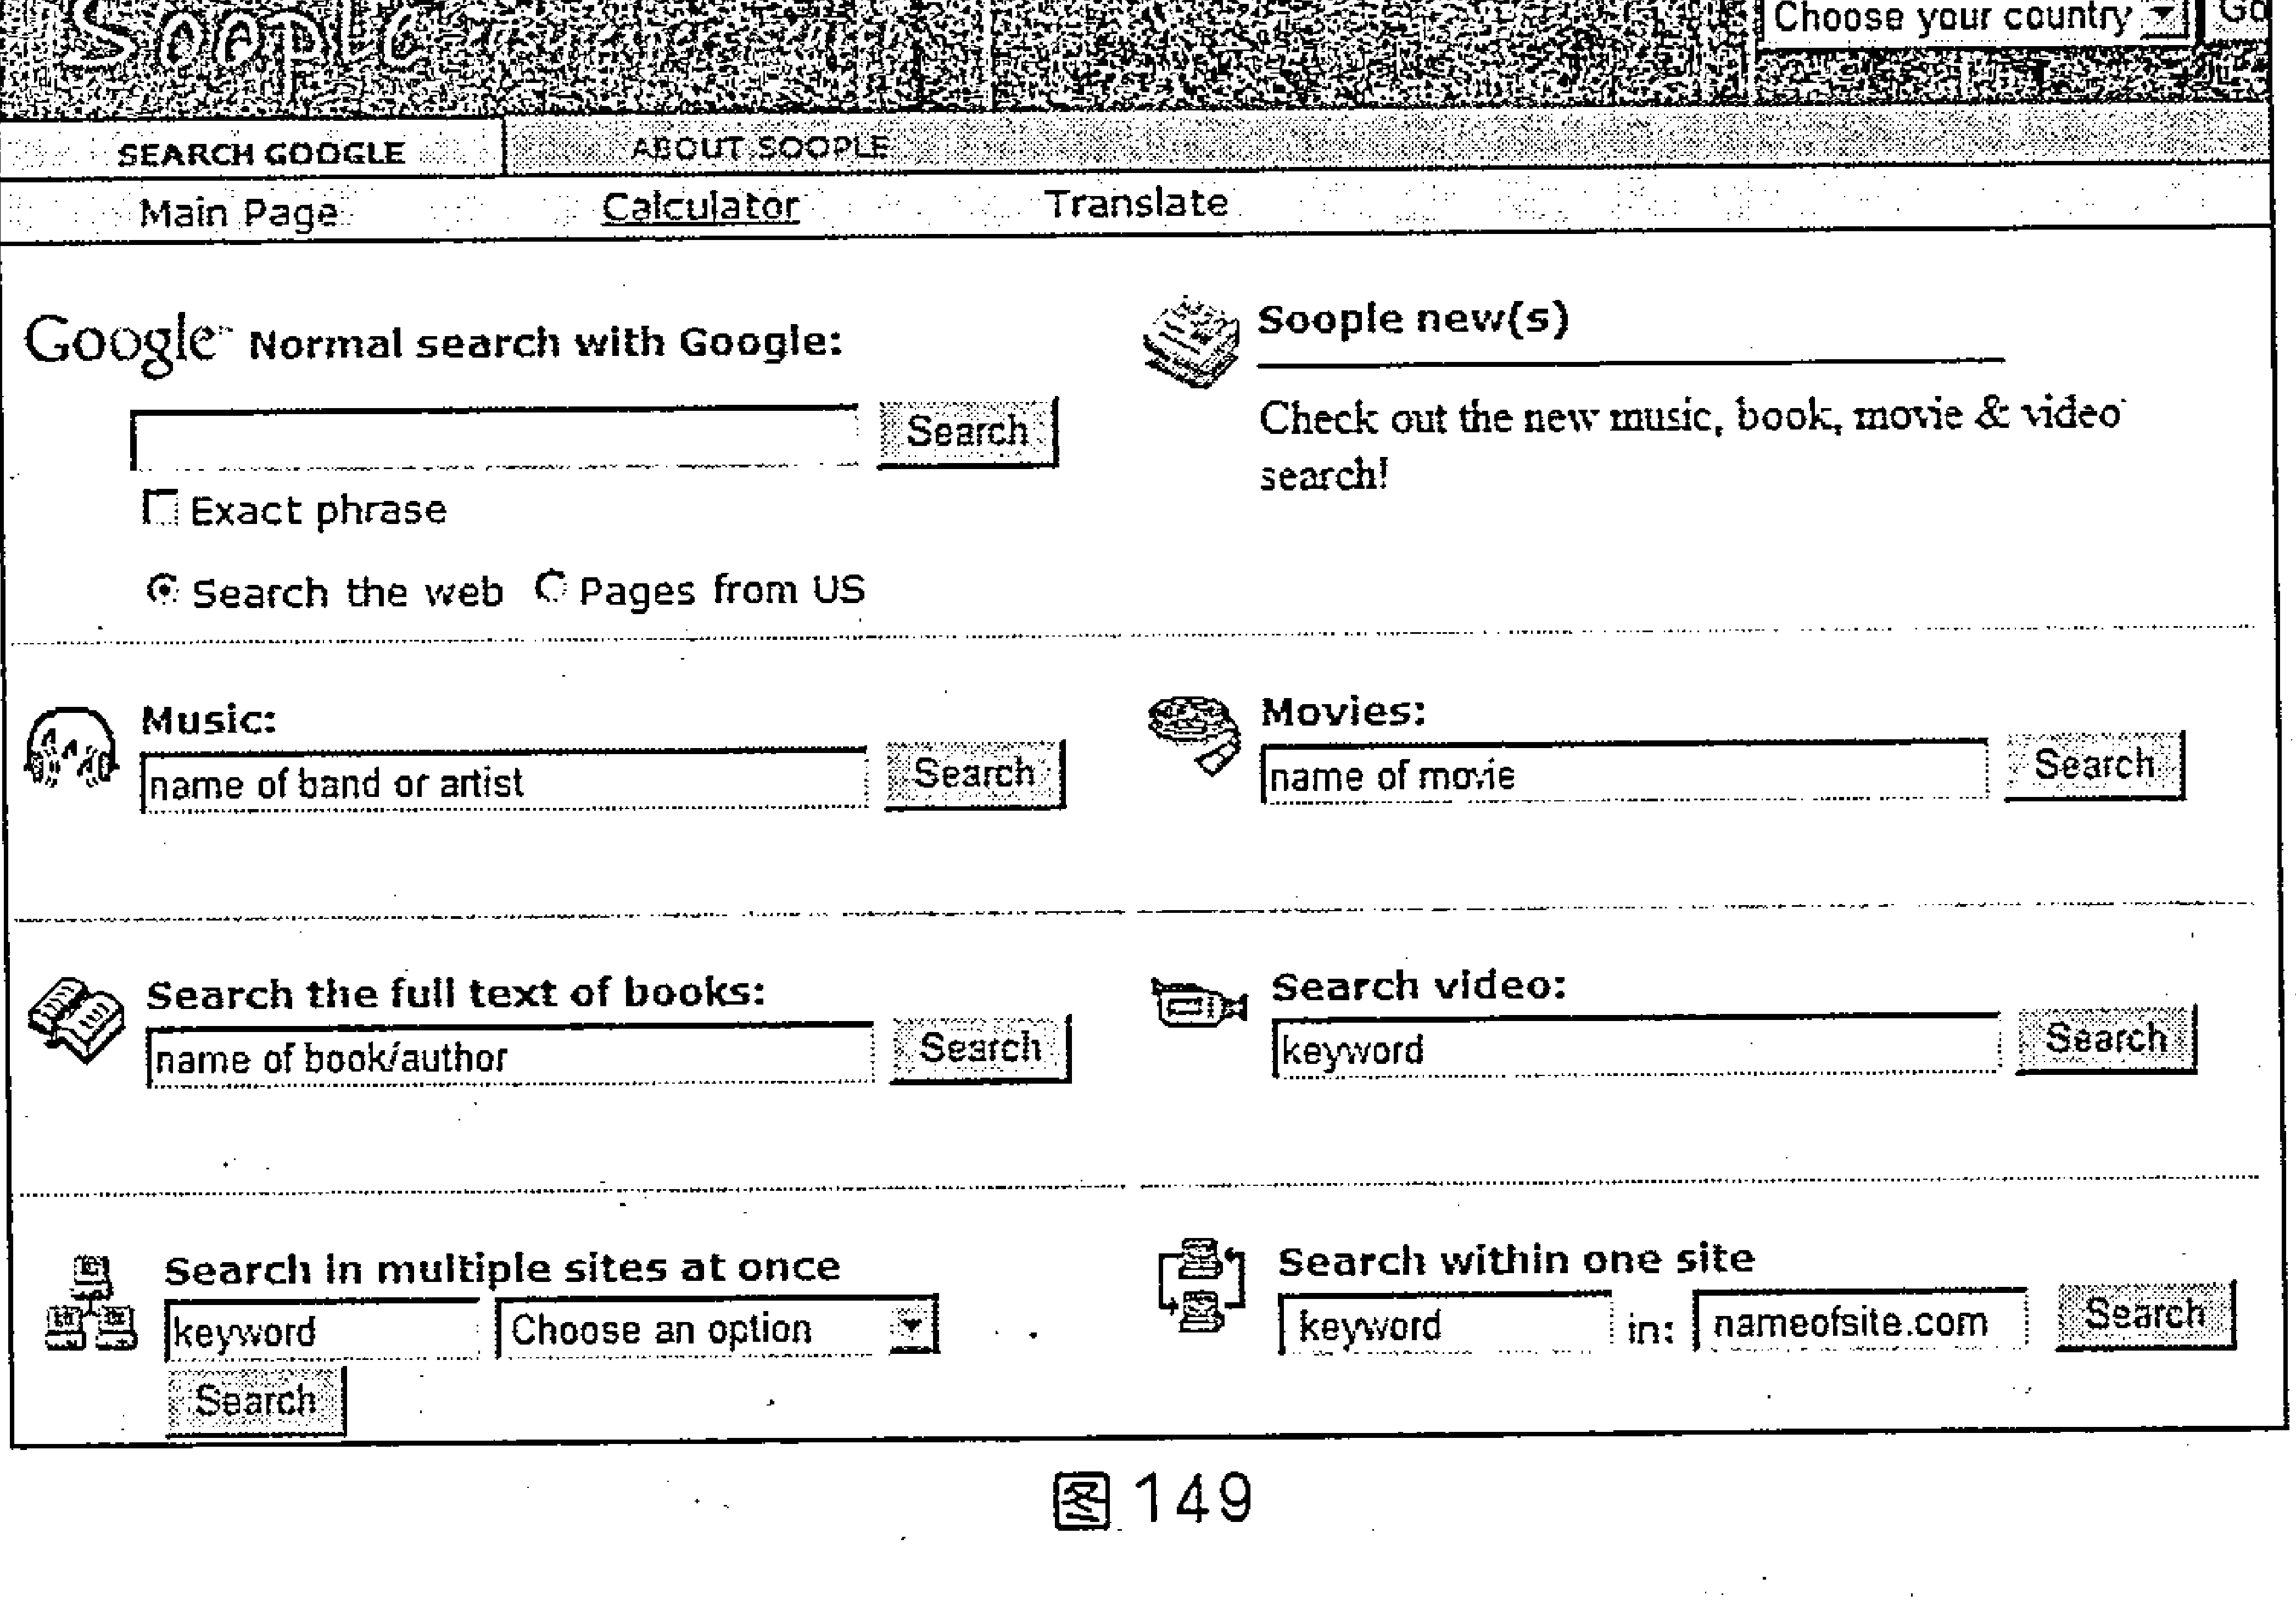 Soople
Choose your country
SEARCH GOOGLE ABOUT SOOPLE
Main Page Calculator Translate
Google Normal search with Google:
Search
Exact phrase
Search the web Pages from US
Soople new(s)
Check out the new music, book, movie & video
search!
Music:
name of band or artist Search
Movies:
name of movie Search
Search the full text of books:
name of book/author Search
Search video:
keyword Search
Search in multiple sites at once
keyword Choose an option
Search
Search within one site
keyword in: nameofsite.com Search
图 149